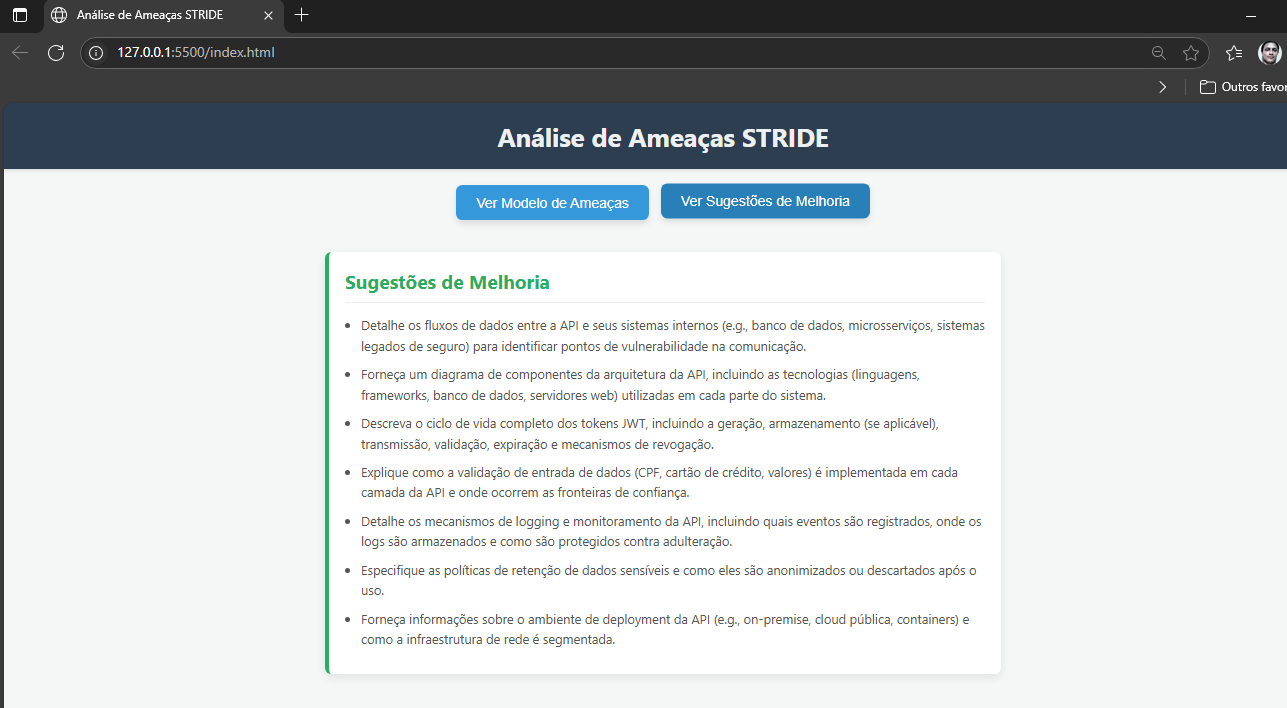 Análise de Ameaças STRIDE
127.0.0.1:5500/index.html
Outros favor
Análise de Ameaças STRIDE
Ver Modelo de Ameaças
Ver Sugestões de Melhoria
Sugestões de Melhoria
Detalhe os fluxos de dados entre a API e seus sistemas internos (e.g., banco de dados, microsserviços, sistemas
legados de seguro) para identificar pontos de vulnerabilidade na comunicação.
Forneça um diagrama de componentes da arquitetura da API, incluindo as tecnologias (linguagens,
frameworks, banco de dados, servidores web) utilizadas em cada parte do sistema.
Descreva o ciclo de vida completo dos tokens JWT, incluindo a geração, armazenamento (se aplicável),
transmissão, validação, expiração e mecanismos de revogação.
Explique como a validação de entrada de dados (CPF, cartão de crédito, valores) é implementada em cada
camada da API e onde ocorrem as fronteiras de confiança.
Detalhe os mecanismos de logging e monitoramento da API, incluindo quais eventos são registrados, onde os
logs são armazenados e como são protegidos contra adulteração.
Especifique as políticas de retenção de dados sensíveis e como eles são anonimizados ou descartados após o
uso.
Forneça informações sobre o ambiente de deployment da API (e.g., on-premise, cloud pública, containers) e
como a infraestrutura de rede é segmentada.